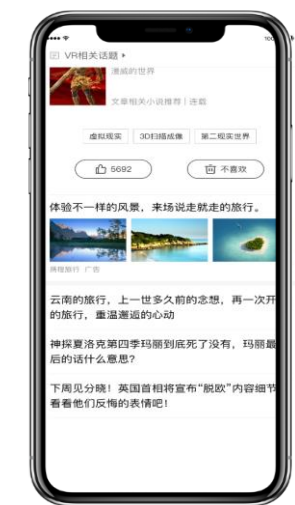 VR相关话题
漫威的世界
文章相关小说推荐 | 连载
虚拟现实
3D扫描成像
第二现实世界
5692
不喜欢
体验不一样的风景，来场说走就走的旅行。
广告
云南的旅行，上一世多久前的念想，再一次开
的旅行，重温邂逅的心动
神探夏洛克第四季玛丽到底死了没有，玛丽最
后的话什么意思？
下周见分晓！英国首相将宣布“脱欧”内容细节
看看他们反悔的表情吧！